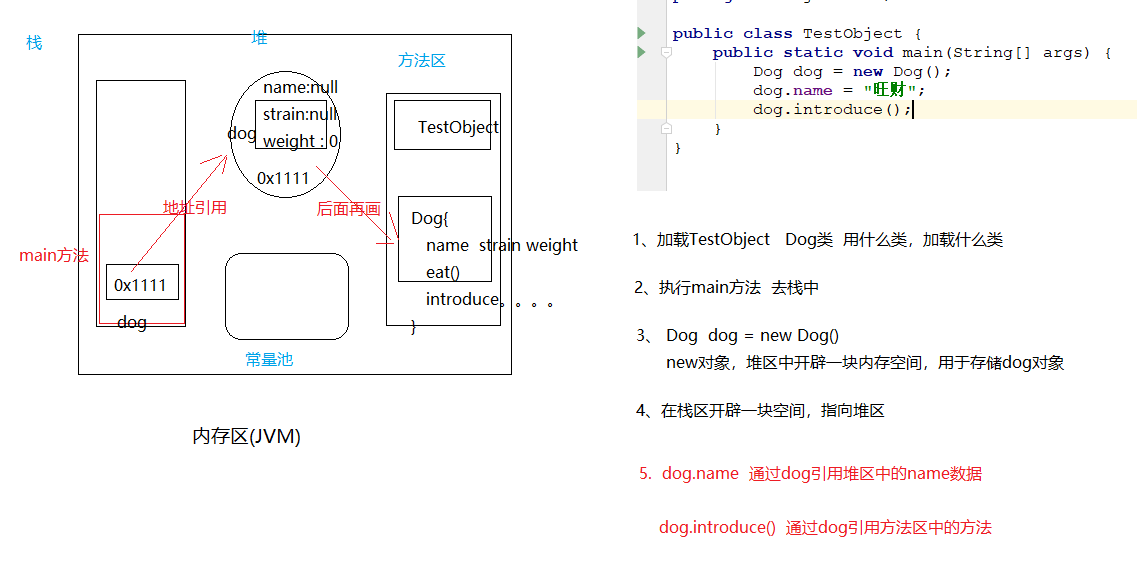 栈
堆
方法区
name:null
strain:null
dog
weight : 0
0x1111
TestObject
地址引用
后面再画
main方法
0x1111
dog
Dog{
name strain weight
eat()
introduce。。。。
}
常量池
内存区(JVM)
public class TestObject {
public static void main(String[] args) {
Dog dog = new Dog();
dog.name = "旺财";
dog.introduce();
}
}
1、加载TestObject Dog类 用什么类，加载什么类
2、执行main方法 去栈中
3、 Dog dog = new Dog()
new对象，堆区中开辟一块内存空间，用于存储dog对象
4、在栈区开辟一块空间，指向堆区
5. dog.name 通过dog引用堆区中的name数据
dog.introduce() 通过dog引用方法区中的方法